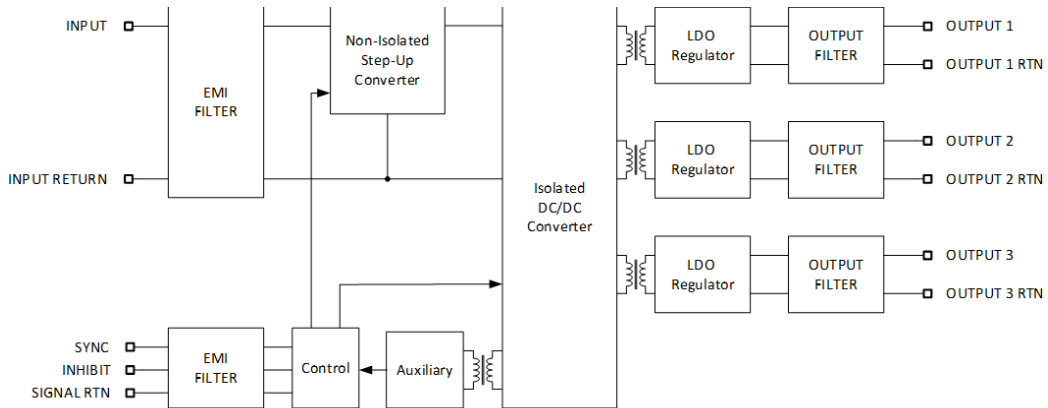 INPUT
INPUT RETURN
EMI
FILTER
Non-Isolated
Step-Up
Converter
Isolated
DC/DC
Converter
LDO
Regulator
OUTPUT
FILTER
OUTPUT 1
OUTPUT 1 RTN
LDO
Regulator
OUTPUT
FILTER
OUTPUT 2
OUTPUT 2 RTN
LDO
Regulator
OUTPUT
FILTER
OUTPUT 3
OUTPUT 3 RTN
SYNC
INHIBIT
SIGNAL RTN
EMI
FILTER
Control
Auxiliary